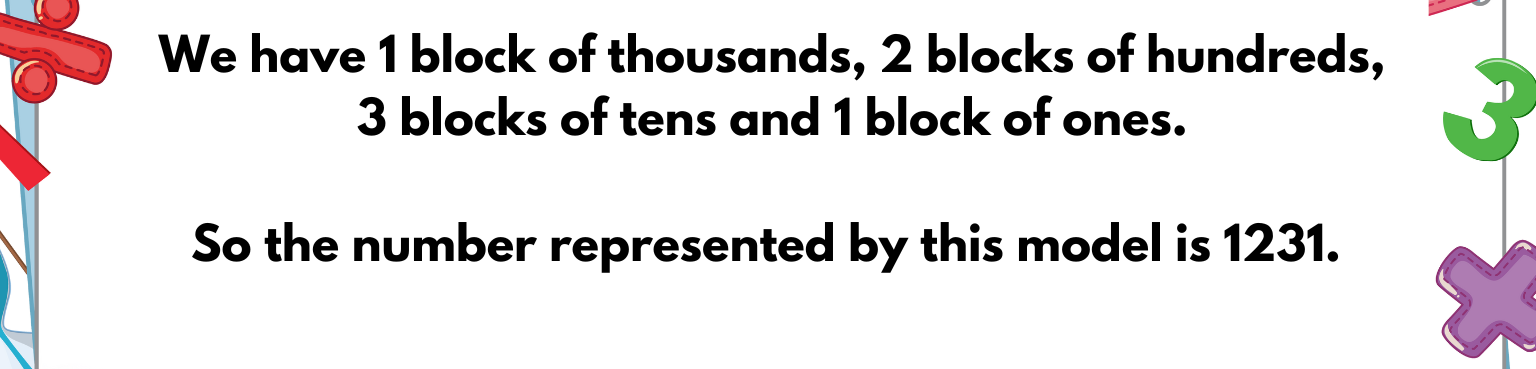 We have 1 block of thousands, 2 blocks of hundreds,
3 blocks of tens and 1 block of ones.
So the number represented by this model is 1231.
3